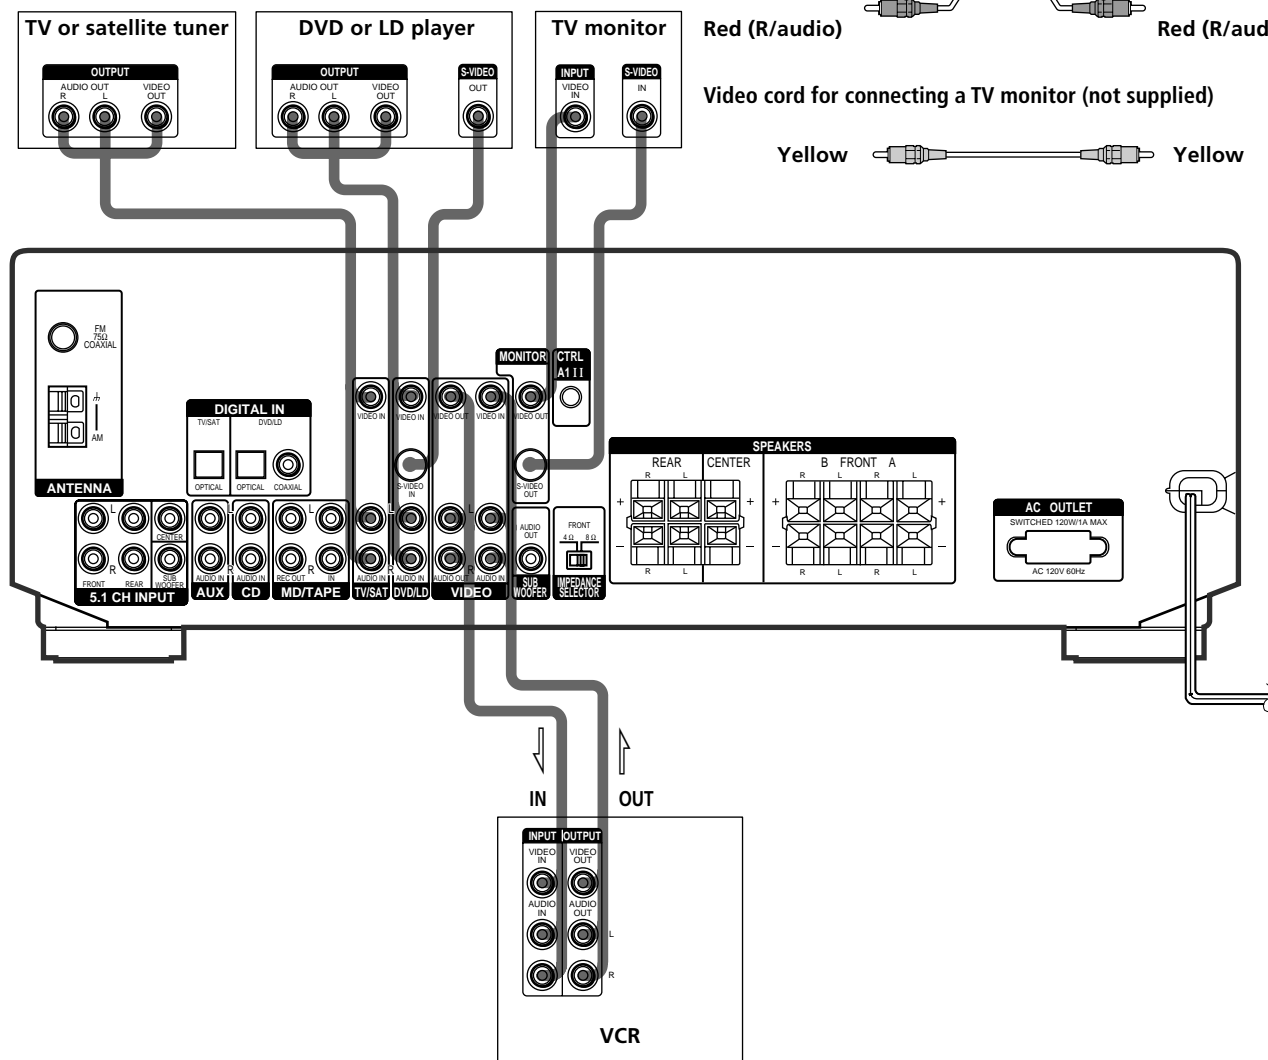 TV or satellite tuner
OUTPUT
AUDIO OUT
R L
VIDEO
OUT
DVD or LD player
OUTPUT
AUDIO OUT
R L
VIDEO
OUT
S-VIDEO
OUT
TV monitor
INPUT
VIDEO
IN
S-VIDEO
IN
Red (R/audio)
Red (R/aud
Video cord for connecting a TV monitor (not supplied)
Yellow
Yellow
FM
75Ω
COAXIAL
AM
ANTENNA
DIGITAL IN
TV/SAT
DVD/LD
OPTICAL
OPTICAL
COAXIAL
L
R
FRONT
REAR
CENTER
SUB
WOOFER
5.1 CH INPUT
L
R
AUDIO IN
AUX
AUDIO IN
CD
L
R
REC OUT
IN
MD/TAPE
VIDEO IN
L
R
AUDIO IN
TV/SAT
VIDEO IN
S-VIDEO
IN
AUDIO IN
DVD/LD
VIDEO OUT
VIDEO IN
L
R
AUDIO OUT
AUDIO IN
VIDEO
MONITOR
VIDEO OUT
S-VIDEO
OUT
CTRL
A1 II
AUDIO
OUT
SUB
WOOFER
FRONT
4 Ω 8 Ω
IMPEDANCE
SELECTOR
SPEAKERS
REAR
CENTER
R L
+ +
– –
R L
B FRONT A
R L R L
+ +
– –
R L R L
AC OUTLET
SWITCHED 120W/1A MAX
AC 120V 60Hz
IN
OUT
INPUT
OUTPUT
VIDEO
IN
VIDEO
OUT
AUDIO
IN
AUDIO
OUT
L
R
VCR